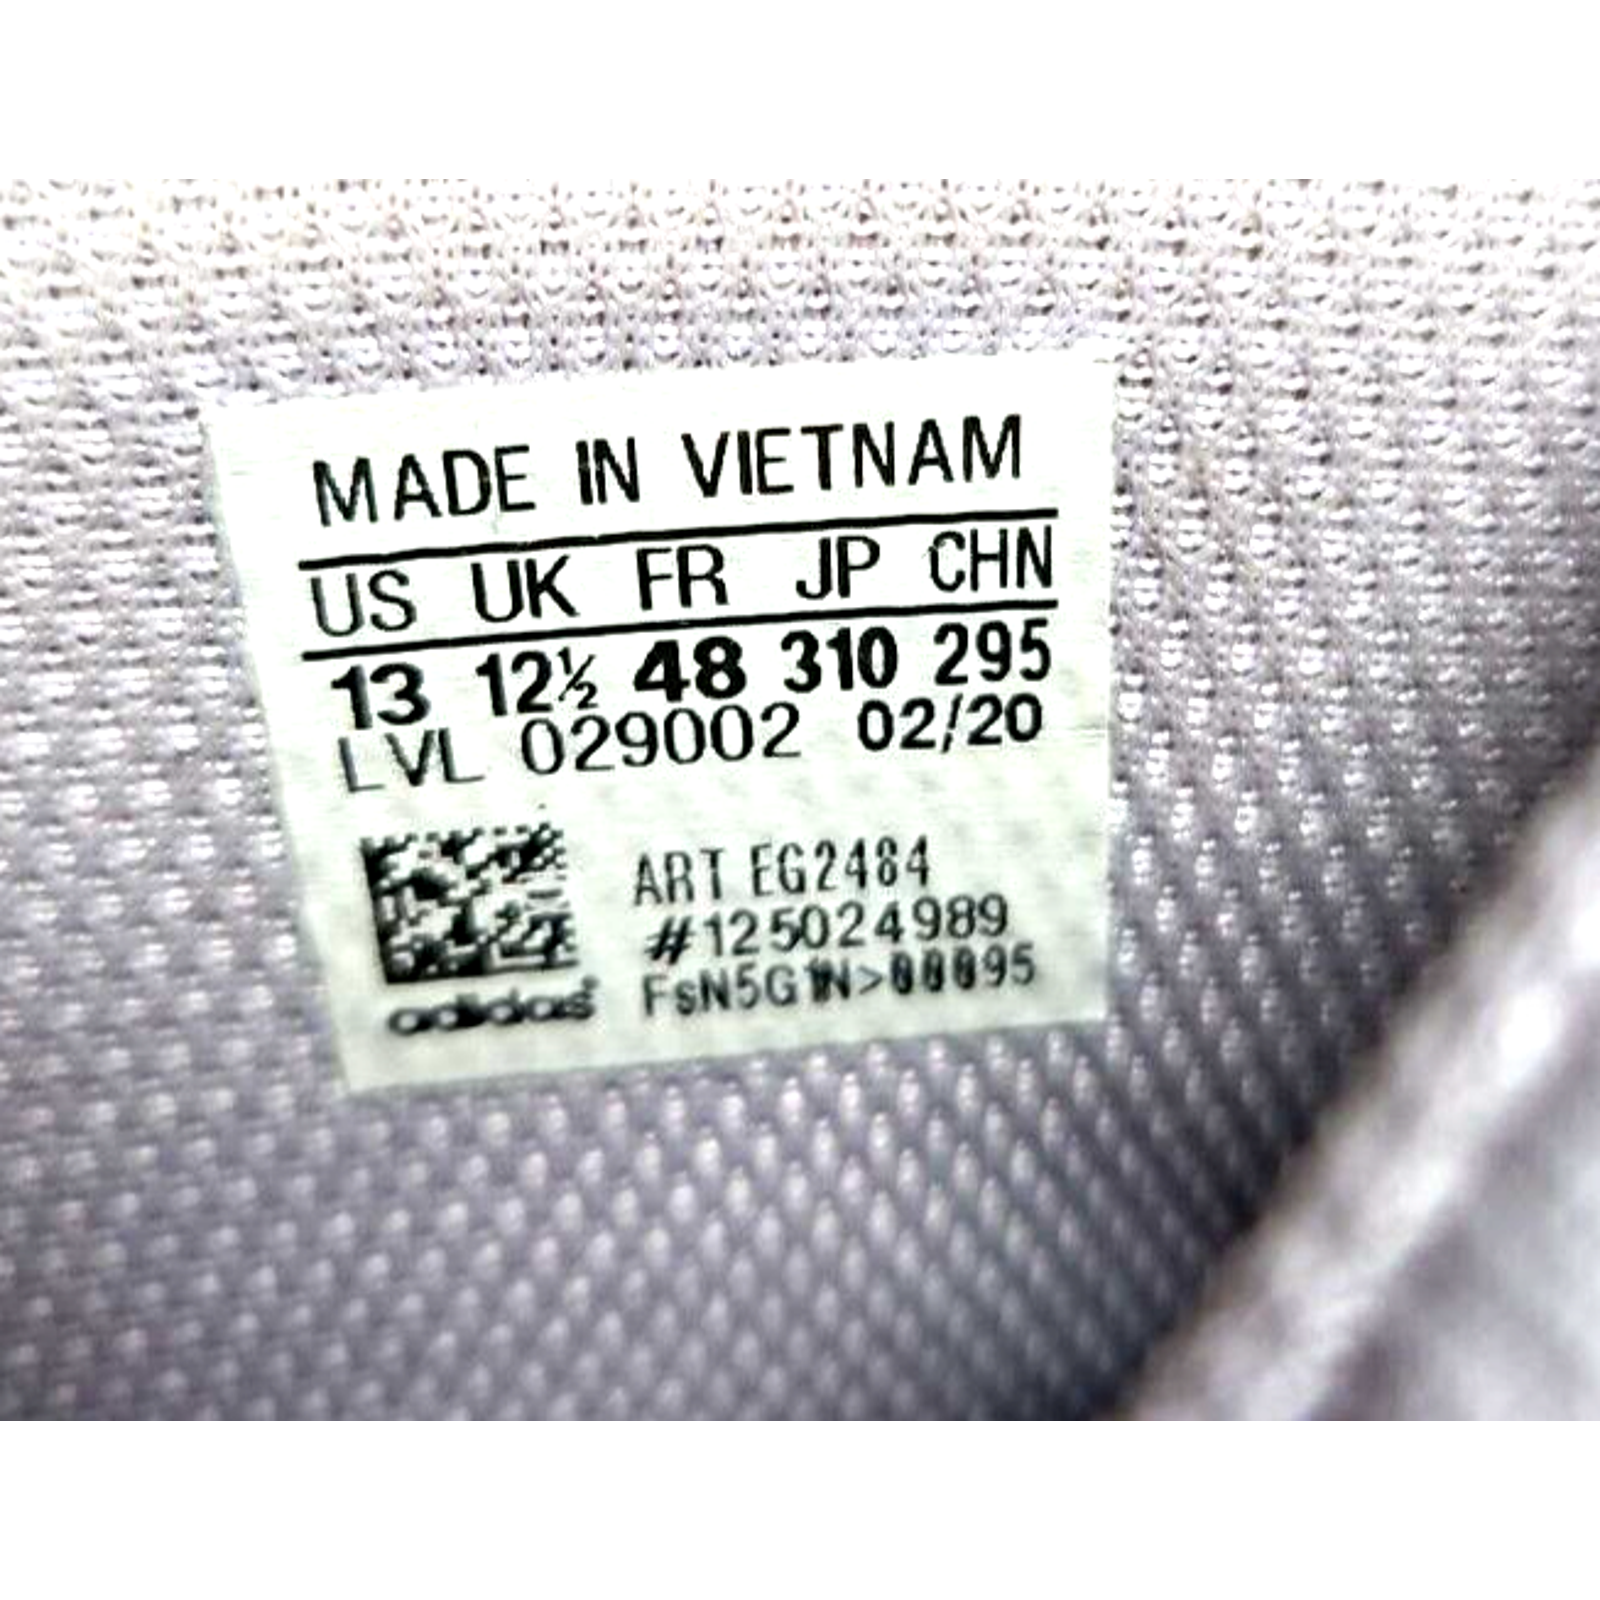 MADE IN VIETNAM
US UK FR JP CHN
13 12½ 48 310 295
LVL 029002 02/20
ART EG2484
#125024989
adidas